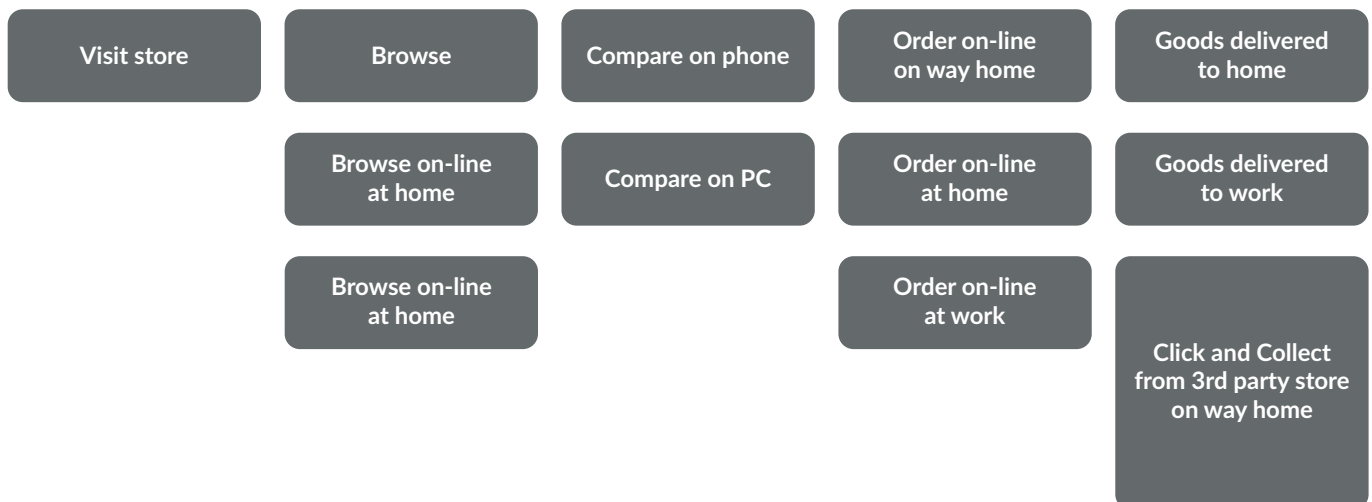 Visit store
Browse
Compare on phone
Order on-line
on way home
Goods delivered
to home
Browse on-line
at home
Compare on PC
Order on-line
at home
Goods delivered
to work
Browse on-line
at home
Order on-line
at work
Click and Collect
from 3rd party store
on way home